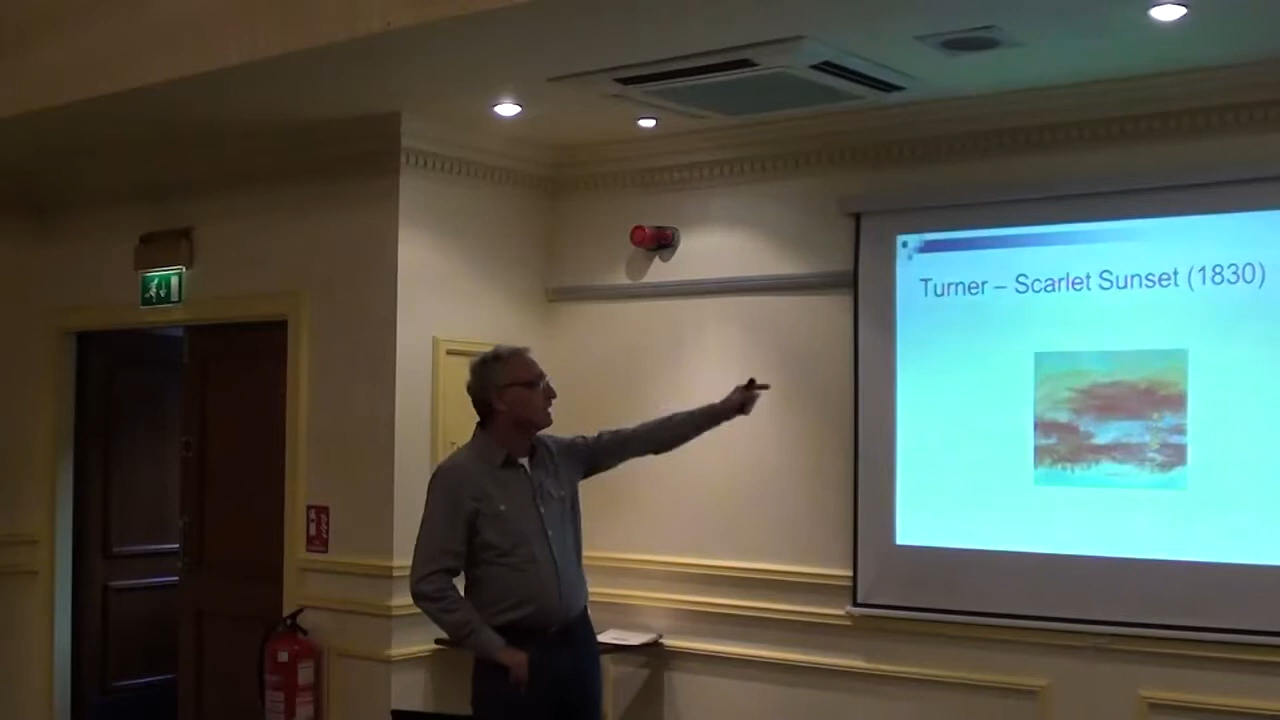 Turner – Scarlet Sunset (1830)